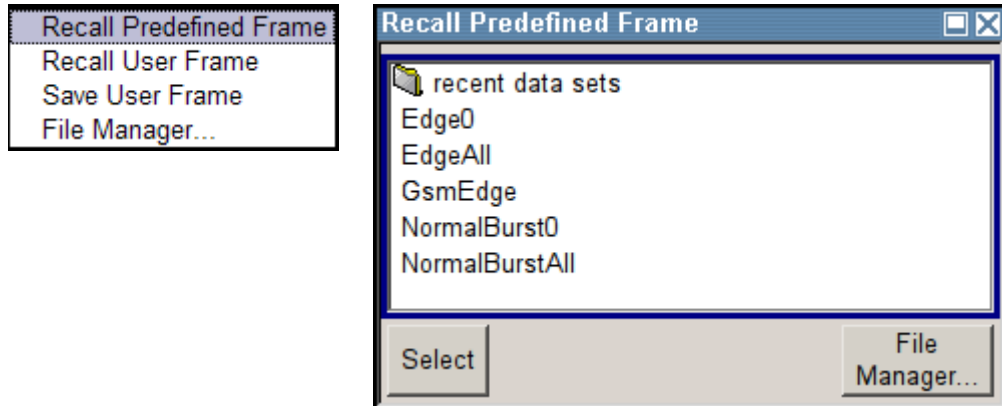 Recall Predefined Frame
Recall User Frame
Save User Frame
File Manager...
Recall Predefined Frame
recent data sets
Edge0
EdgeAll
GsmEdge
NormalBurst0
NormalBurstAll
Select
File
Manager...